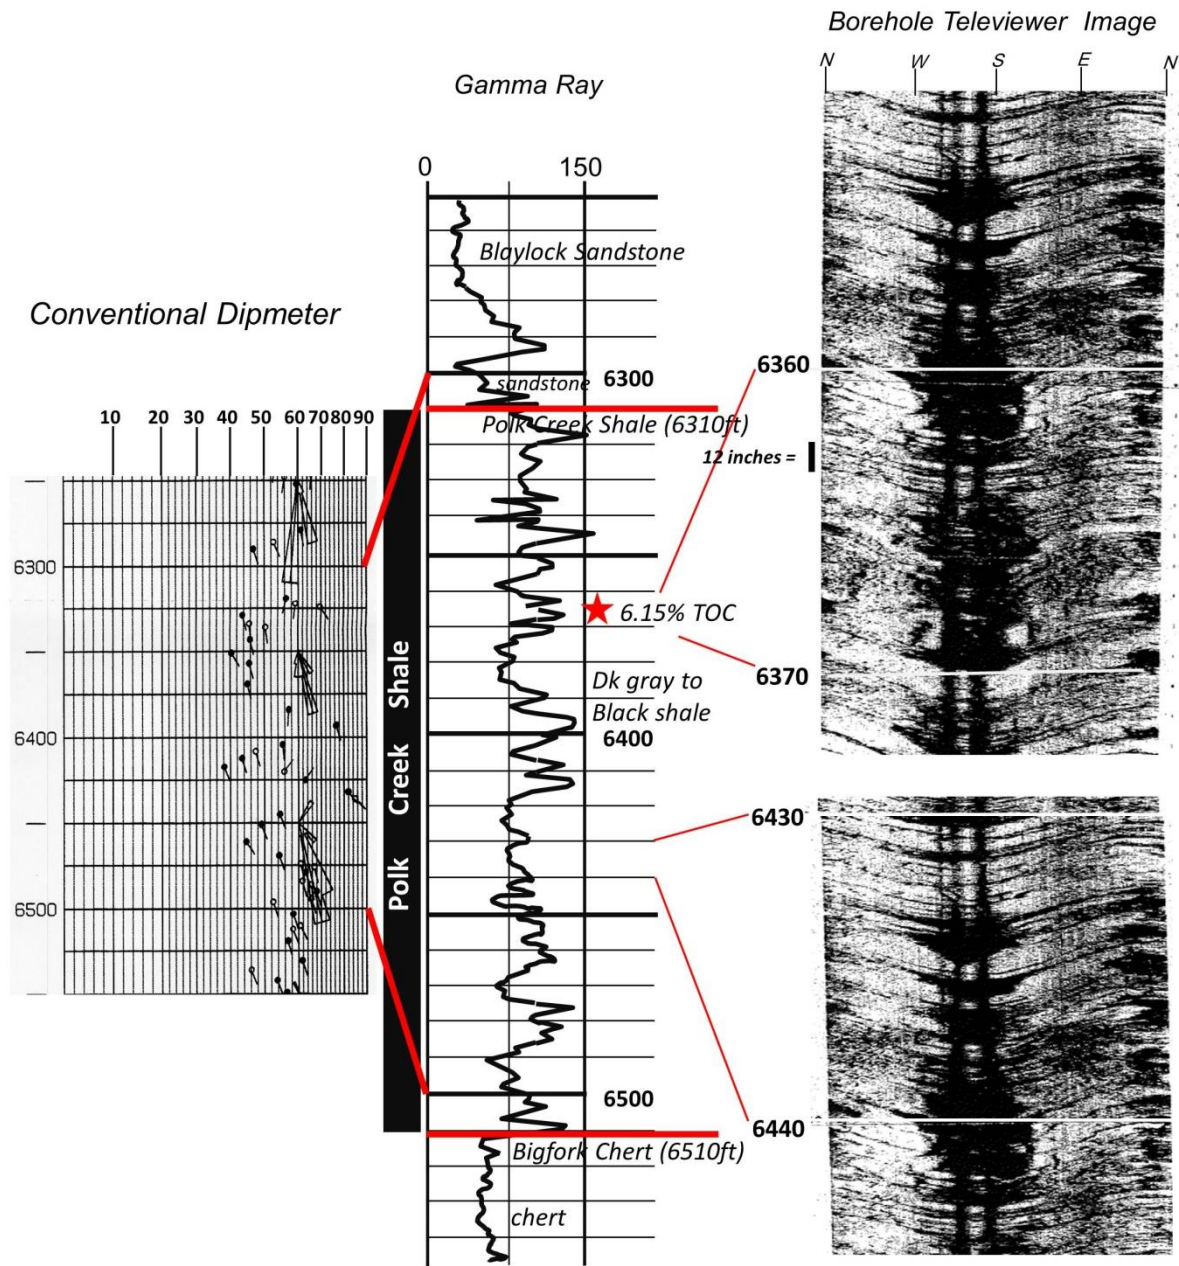 Borehole Televiewer Image
N W S E N
Gamma Ray
0 150
Blaylock Sandstone
Conventional Dipmeter
6300
sandstone
Polk Creek Shale (6310ft)
10 20 30 40 50 60 70 80 90
6300
6400
6500
Polk Creek Shale
6.15% TOC
Dk gray to
Black shale
6400
6500
Bigfork Chert (6510ft)
chert
6360
12 inches =
6370
6430
6440